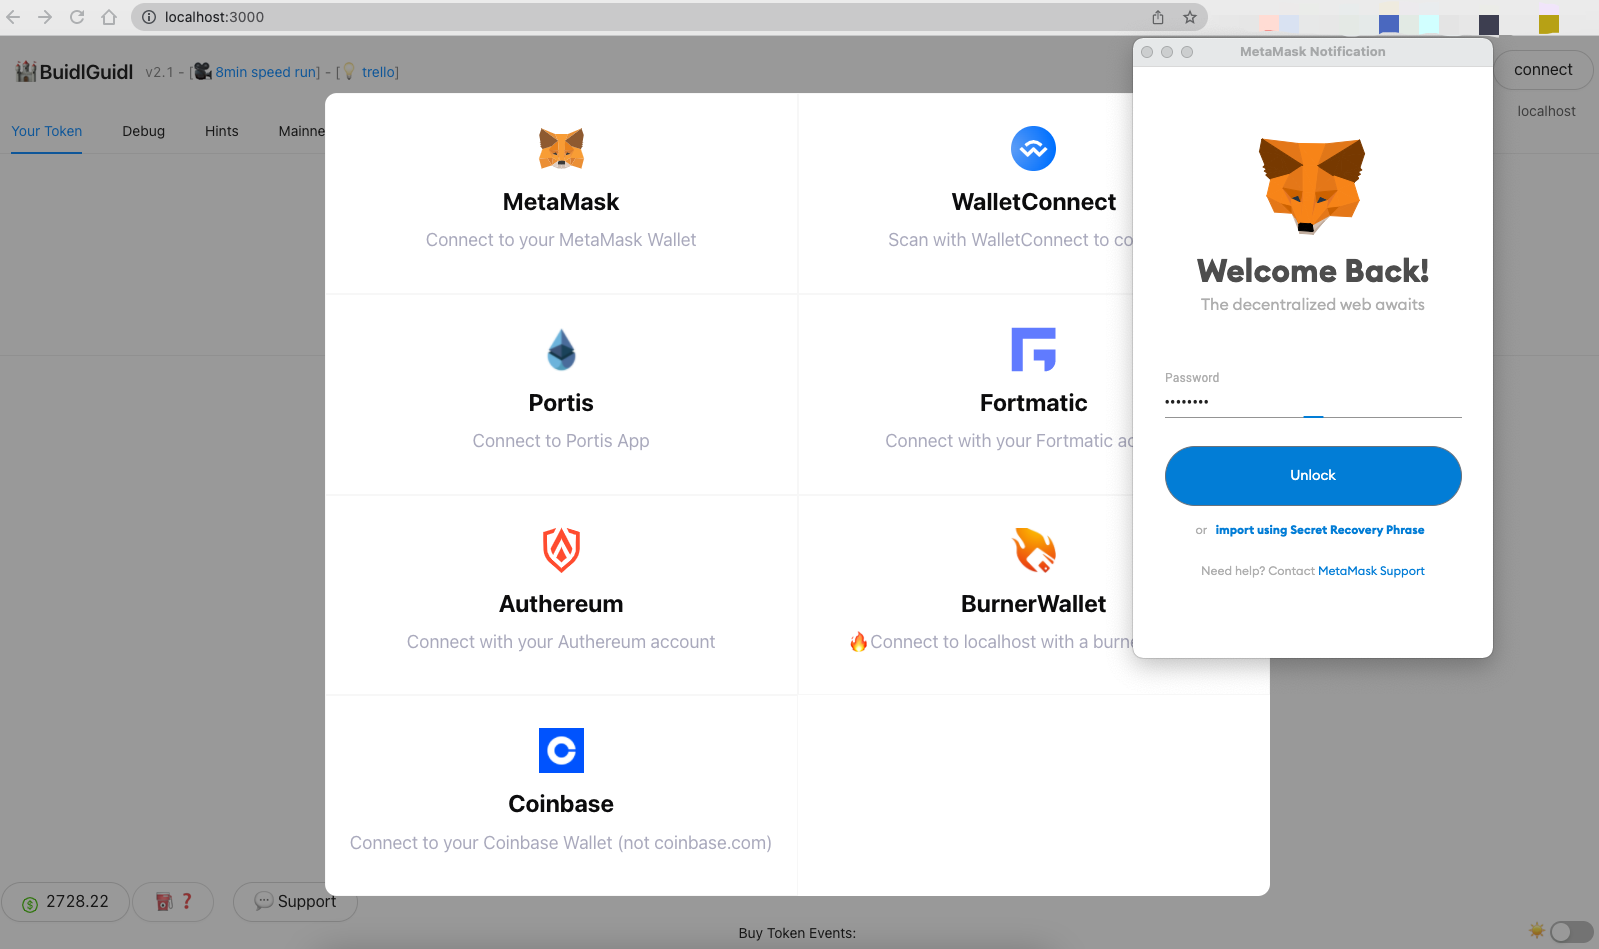 localhost:3000
BuidlGuidl v2.1 - [🎥8min speed run] - [💡 trello]
connect
localhost
Your Token Debug Hints Mainne
MetaMask
Connect to your MetaMask Wallet
WalletConnect
Scan with WalletConnect to co
Portis
Connect to Portis App
Fortmatic
Connect with your Fortmatic ac
Authereum
Connect with your Authereum account
BurnerWallet
🔥Connect to localhost with a burne
Coinbase
Connect to your Coinbase Wallet (not coinbase.com)
MetaMask Notification
Welcome Back!
The decentralized web awaits
Password
••••••••
Unlock
or import using Secret Recovery Phrase
Need help? Contact MetaMask Support
2728.22
❓
💬 Support
Buy Token Events: